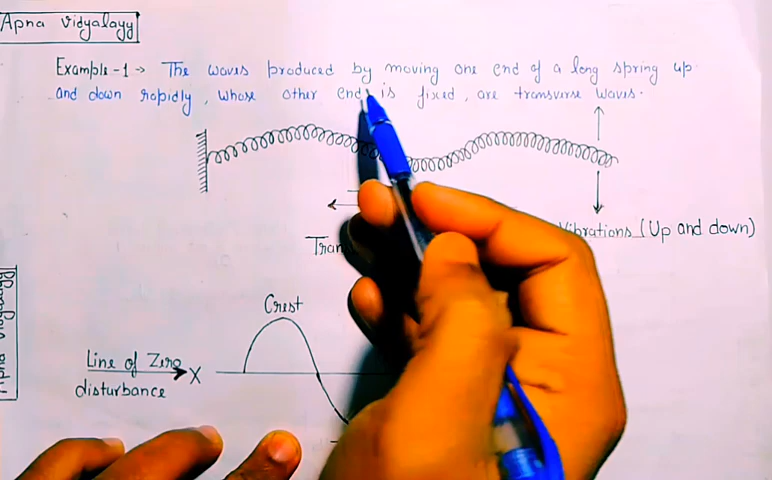 Apna Vidyalayy
Example-1→ The waves produced by moving one end of a long spring up
and down rapidly, whose other end is fixed, are transverse waves.
Vibrations (Up and down)
Crest
Line of Zero
disturbance
X